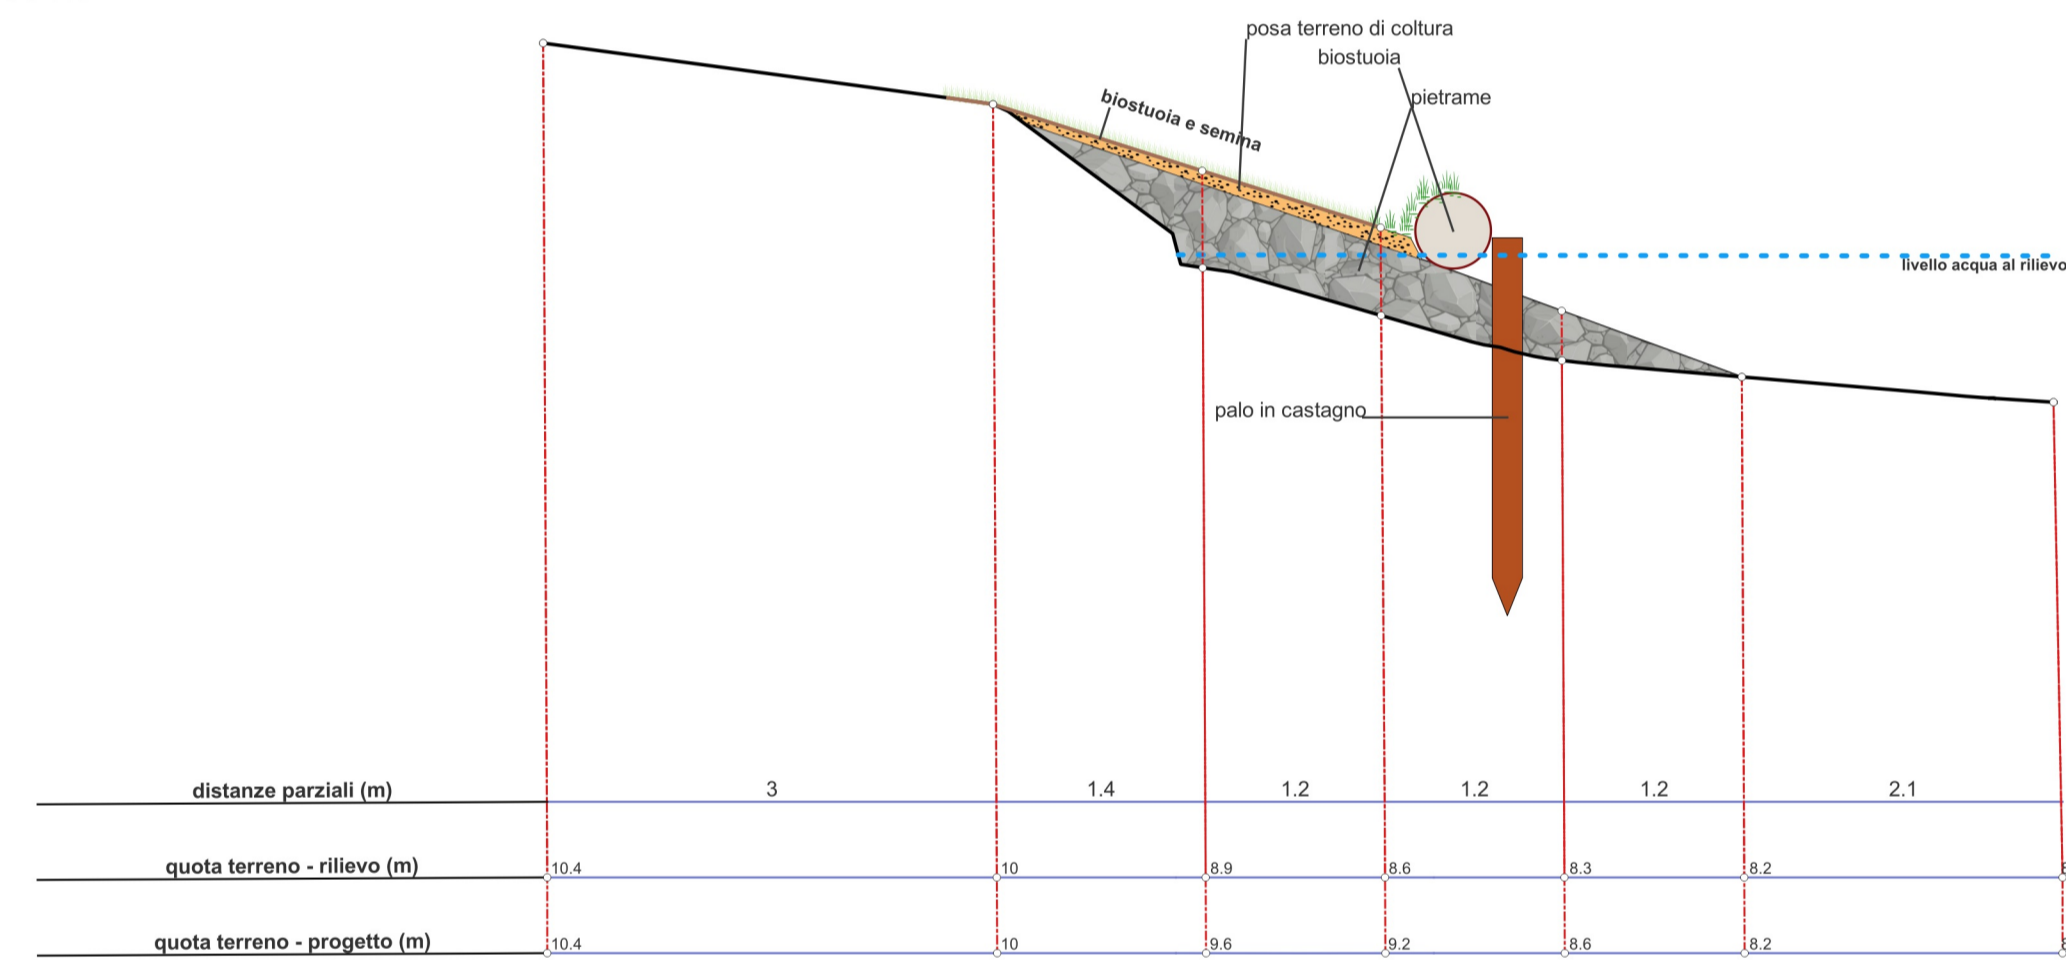 posa terreno di coltura
biostuoia
pietrame
biostuoia e semina
livello acqua al rilievo
palo in castagno
distanze parziali (m) 3 1.4 1.2 1.2 1.2 2.1
quota terreno - rilievo (m) 10.4 10 8.9 8.6 8.3 8.2
quota terreno - progetto (m) 10.4 10 9.6 9.2 8.6 8.2